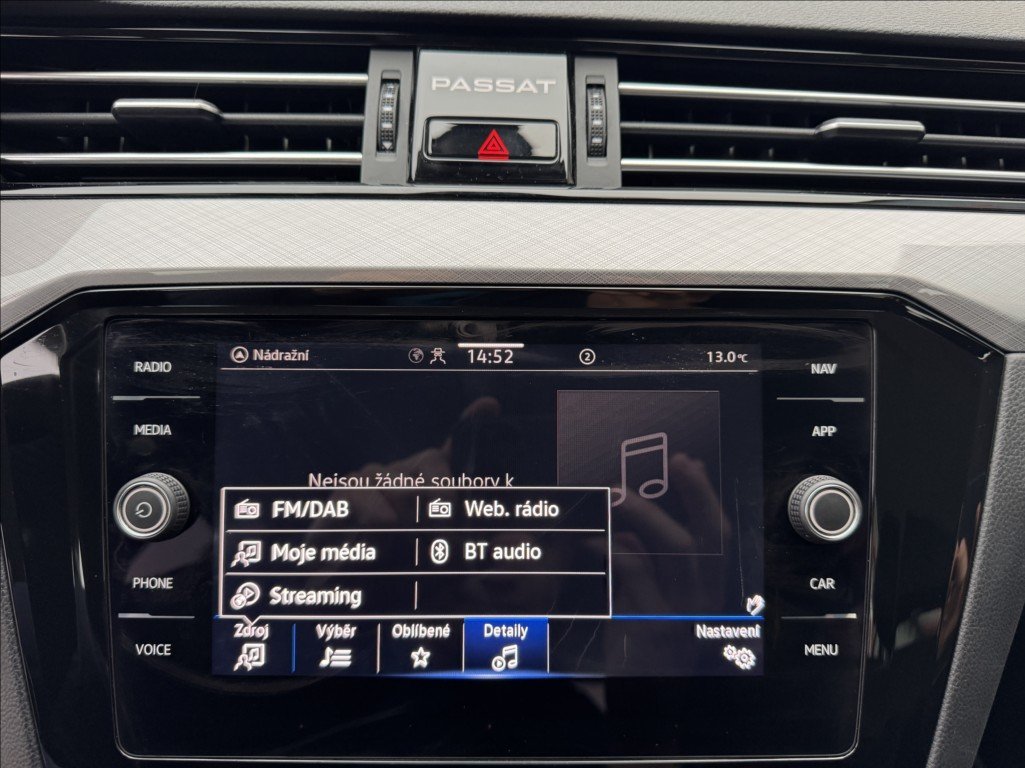 PASSAT
RADIO
MEDIA
PHONE
VOICE
Nádražní
14:52
2
13.0°C
Nejsou žádné soubory k
FM/DAB
Web. rádio
Moje média
BT audio
Streaming
Zdroj
Výběr
Oblíbené
Detaily
Nastavení
NAV
APP
CAR
MENU